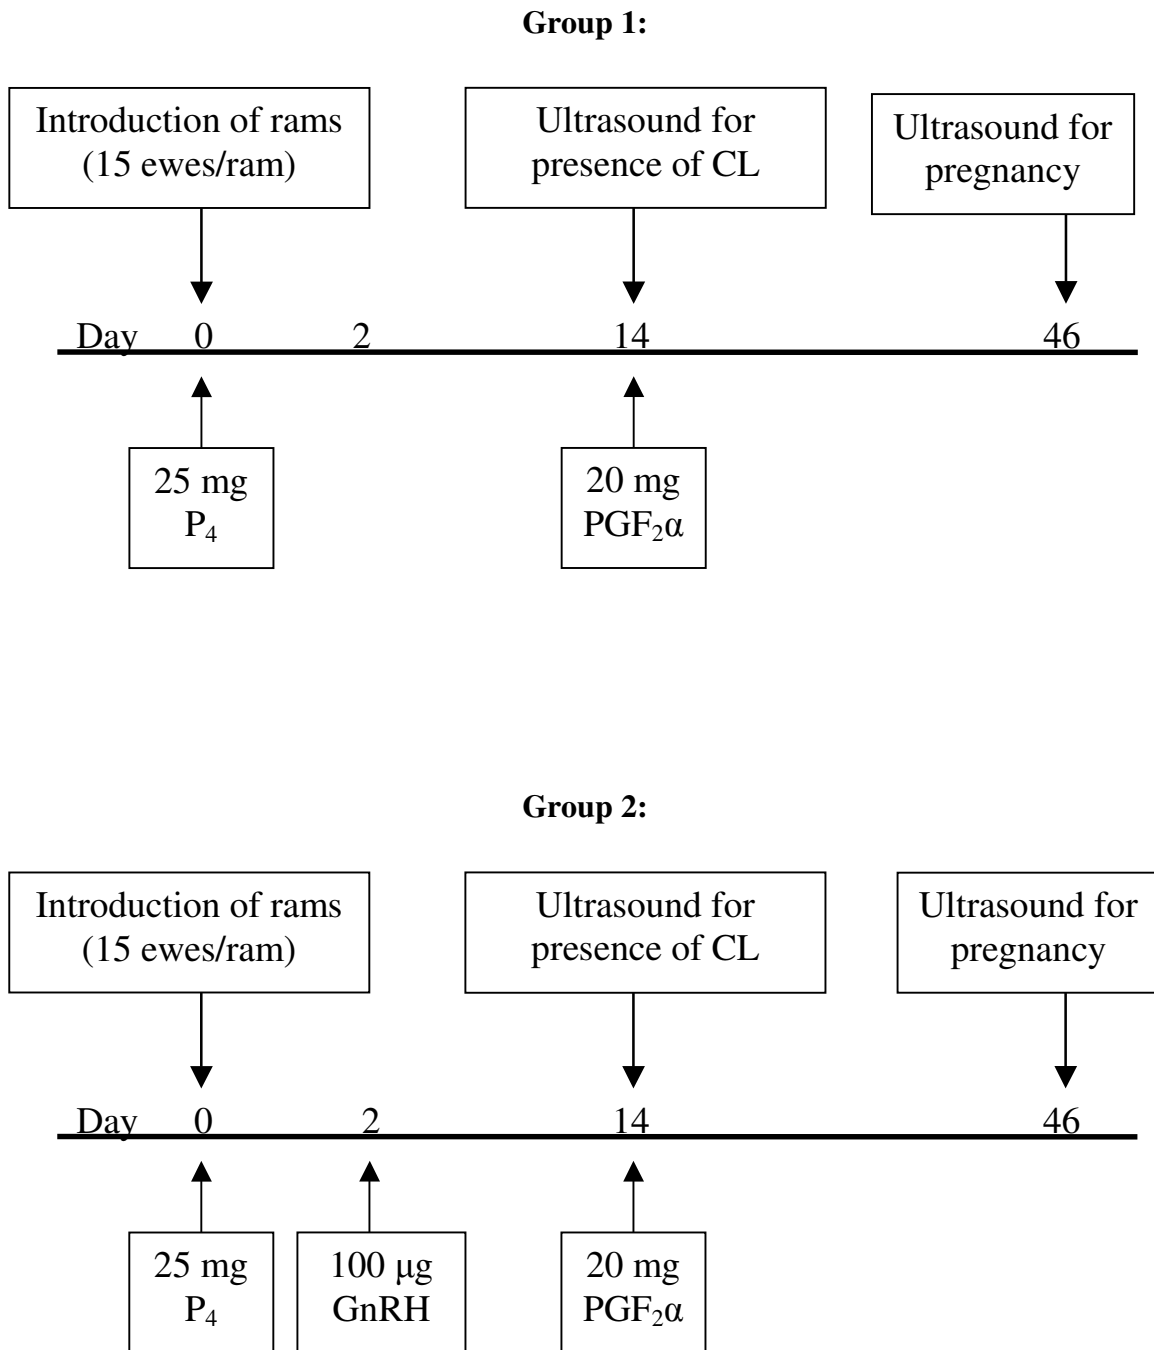 Group 1:
Introduction of rams
(15 ewes/ram)
Ultrasound for
presence of CL
Ultrasound for
pregnancy
Day 0 2 14 46
25 mg
P₄
20 mg
PGF₂α
Group 2:
Introduction of rams
(15 ewes/ram)
Ultrasound for
presence of CL
Ultrasound for
pregnancy
Day 0 2 14 46
25 mg
P₄
100 µg
GnRH
20 mg
PGF₂α